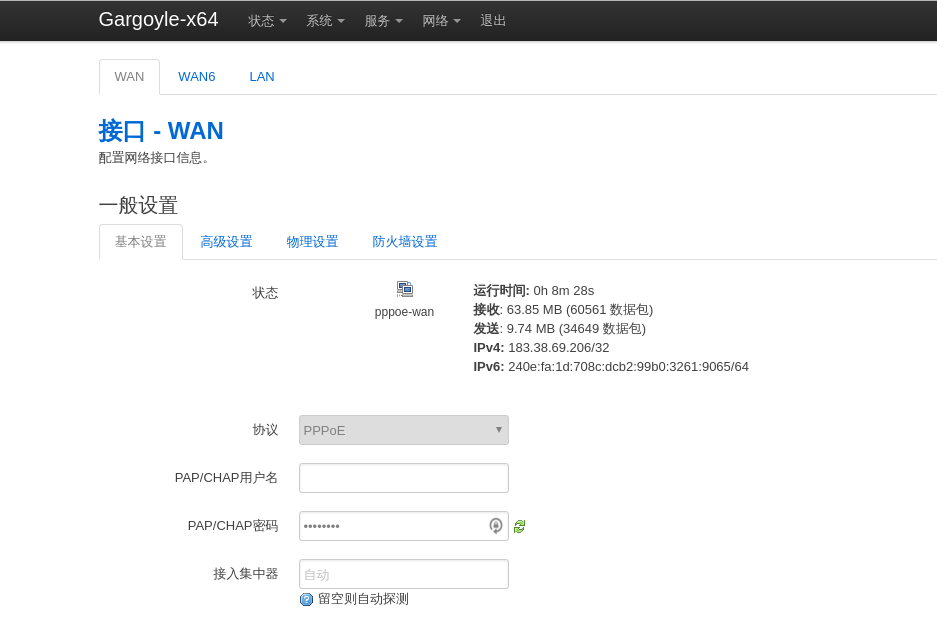 Gargoyle-x64 状态 系统 服务 网络 退出
WAN WAN6 LAN
接口 - WAN
配置网络接口信息。
一般设置
基本设置 高级设置 物理设置 防火墙设置
状态
pppoe-wan
运行时间: 0h 8m 28s
接收: 63.85 MB (60561 数据包)
发送: 9.74 MB (34649 数据包)
IPv4: 183.38.69.206/32
IPv6: 240e:fa:1d:708c:dcb2:99b0:3261:9065/64
协议 PPPoE
PAP/CHAP用户名
PAP/CHAP密码 ••••••••
接入集中器 自动
留空则自动探测